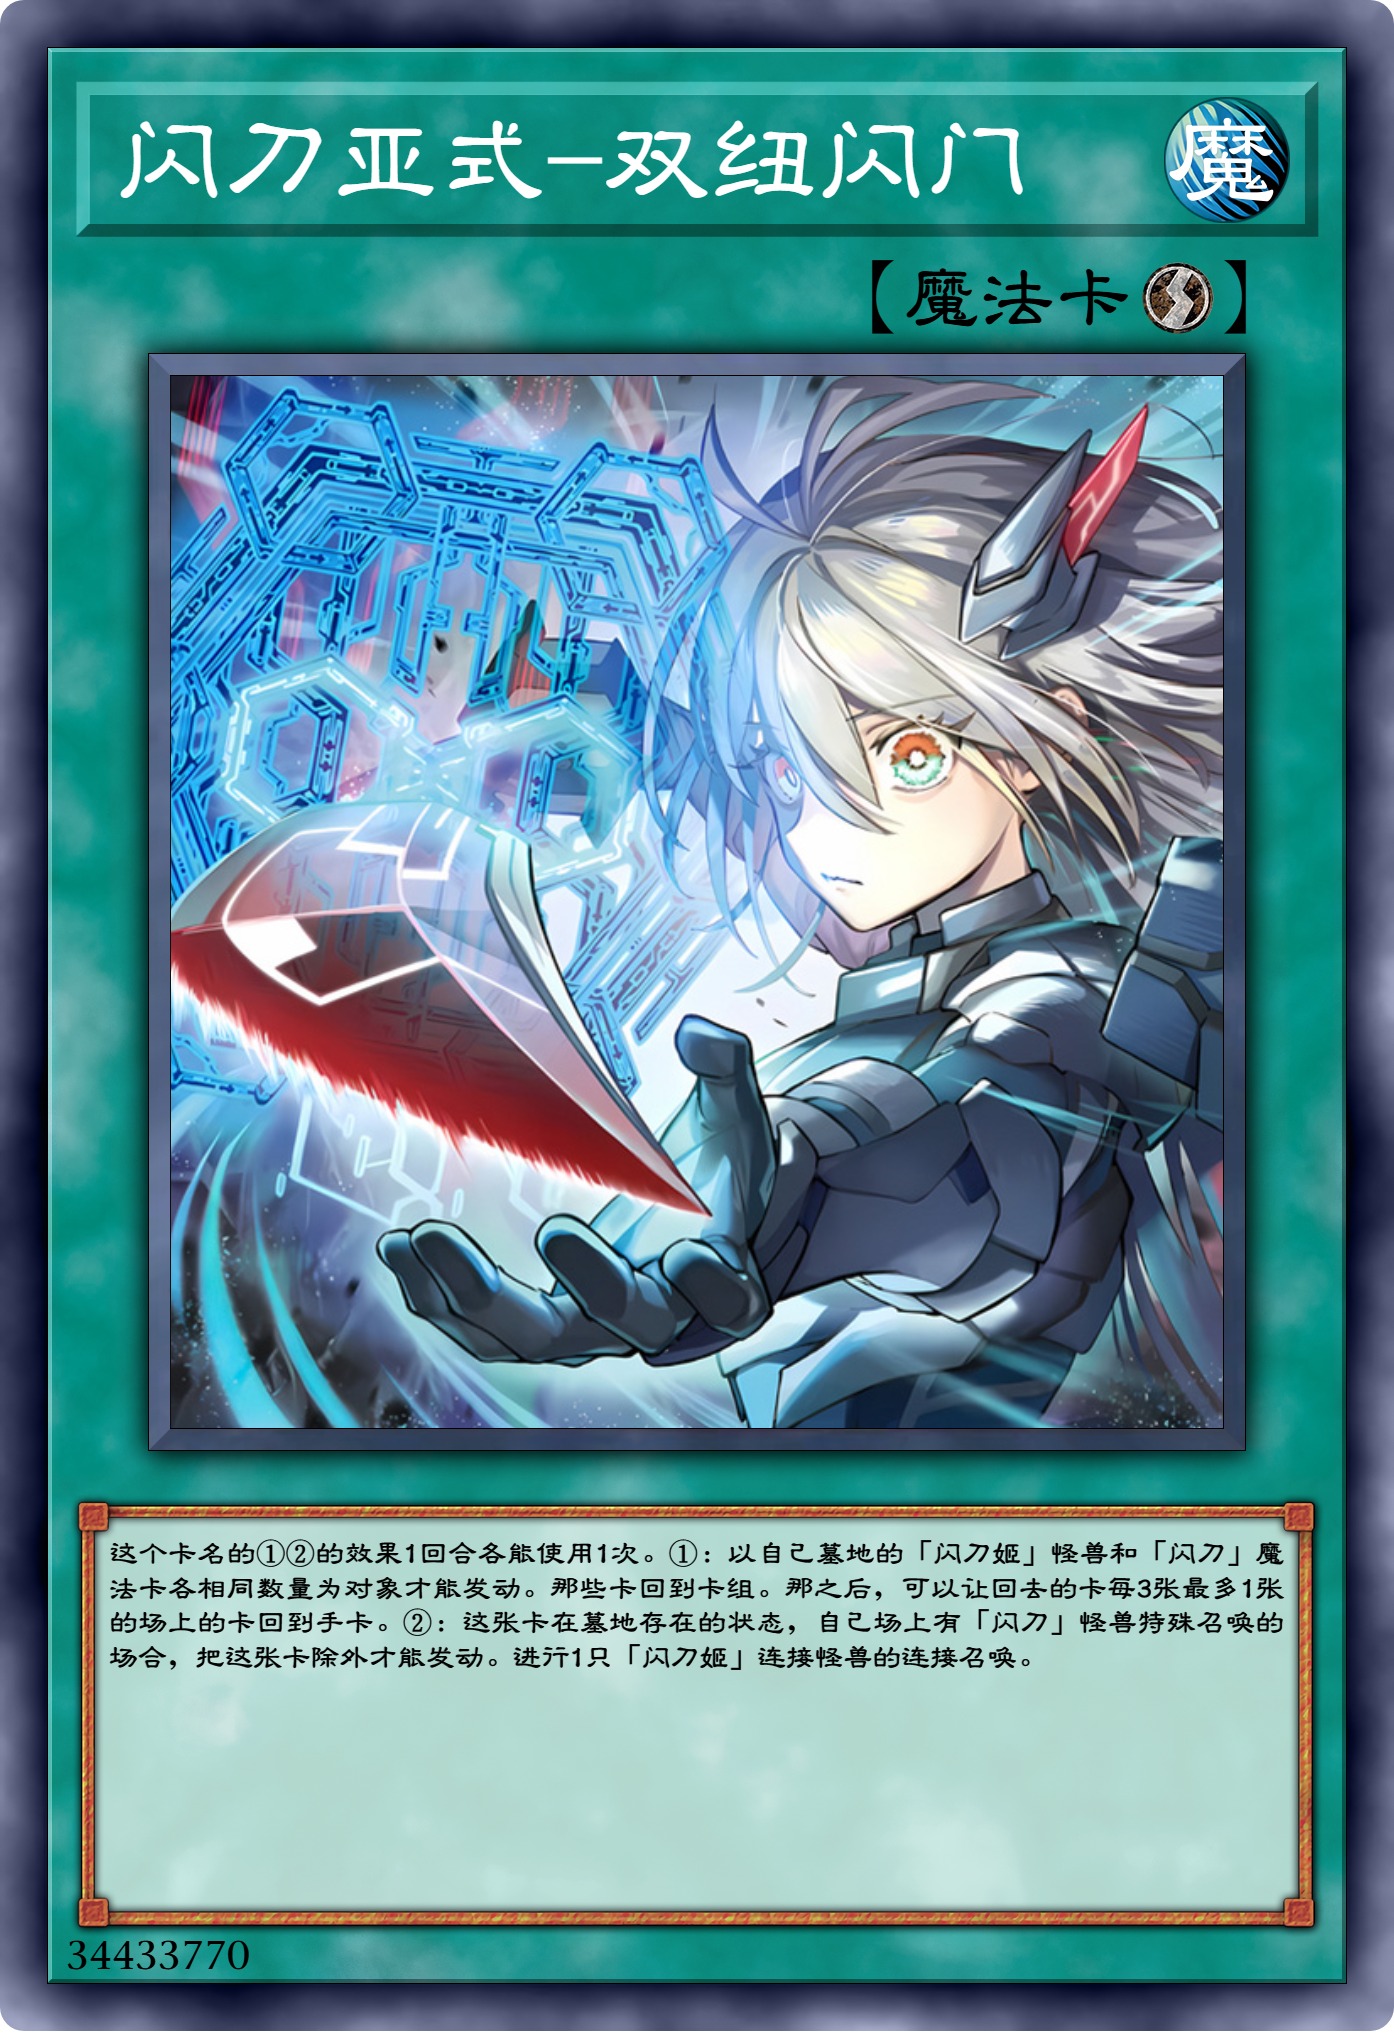 闪刀亚式-双纽闪门
魔
【魔法卡】
这个卡名的①②的效果1回合各能使用1次。①：以自己墓地的「闪刀姬」怪兽和「闪刀」魔
法卡各相同数量为对象才能发动。那些卡回到卡组。那之后，可以让回去的卡每3张最多1张
的场上的卡回到手卡。②：这张卡在墓地存在的状态，自己场上有「闪刀」怪兽特殊召唤的
场合，把这张卡除外才能发动。进行1只「闪刀姬」连接怪兽的连接召唤。
34433770